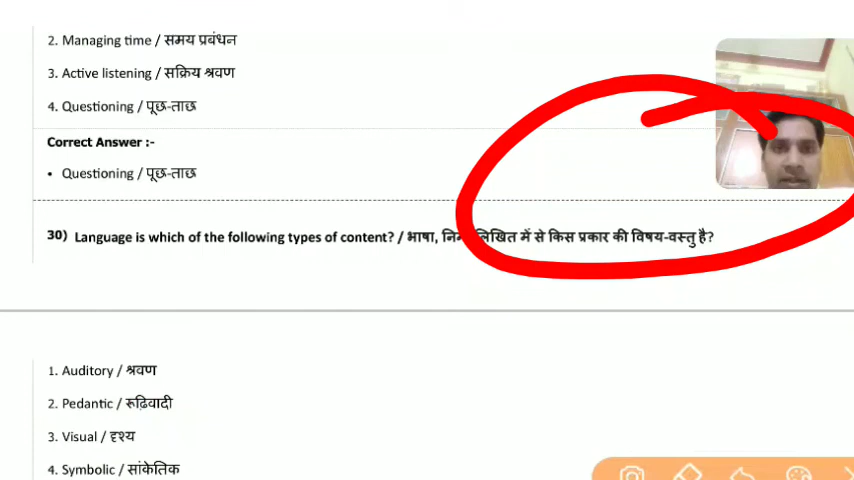 2. Managing time / समय प्रबंधन
3. Active listening / सक्रिय श्रवण
4. Questioning / पूछ-ताछ
Correct Answer :-
• Questioning / पूछ-ताछ
30) Language is which of the following types of content? / भाषा, लिखित में से किस प्रकार की विषय-वस्तु है?
1. Auditory / श्रवण
2. Pedantic / रूढ़िवादी
3. Visual / दृश्य
4. Symbolic / सांकेतिक